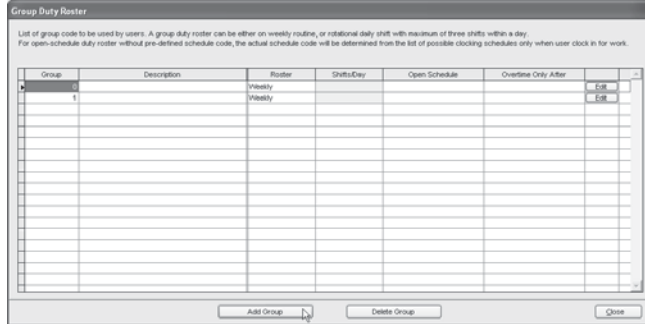 Group Duty Roster
List of group code to be used by users. A group duty roster can be either on weekly routine, or rotational daily shift with maximum of three shifts within a day.
For open-schedule duty roster without pre-defined schedule code, the actual schedule code will be determined from the list of possible clocking schedules only when user clock in for work.
Group Description Roster Shifts/Day Open Schedule Overtime Only After
0 Weekly Edit
1 Weekly Edit
Add Group Delete Group Close